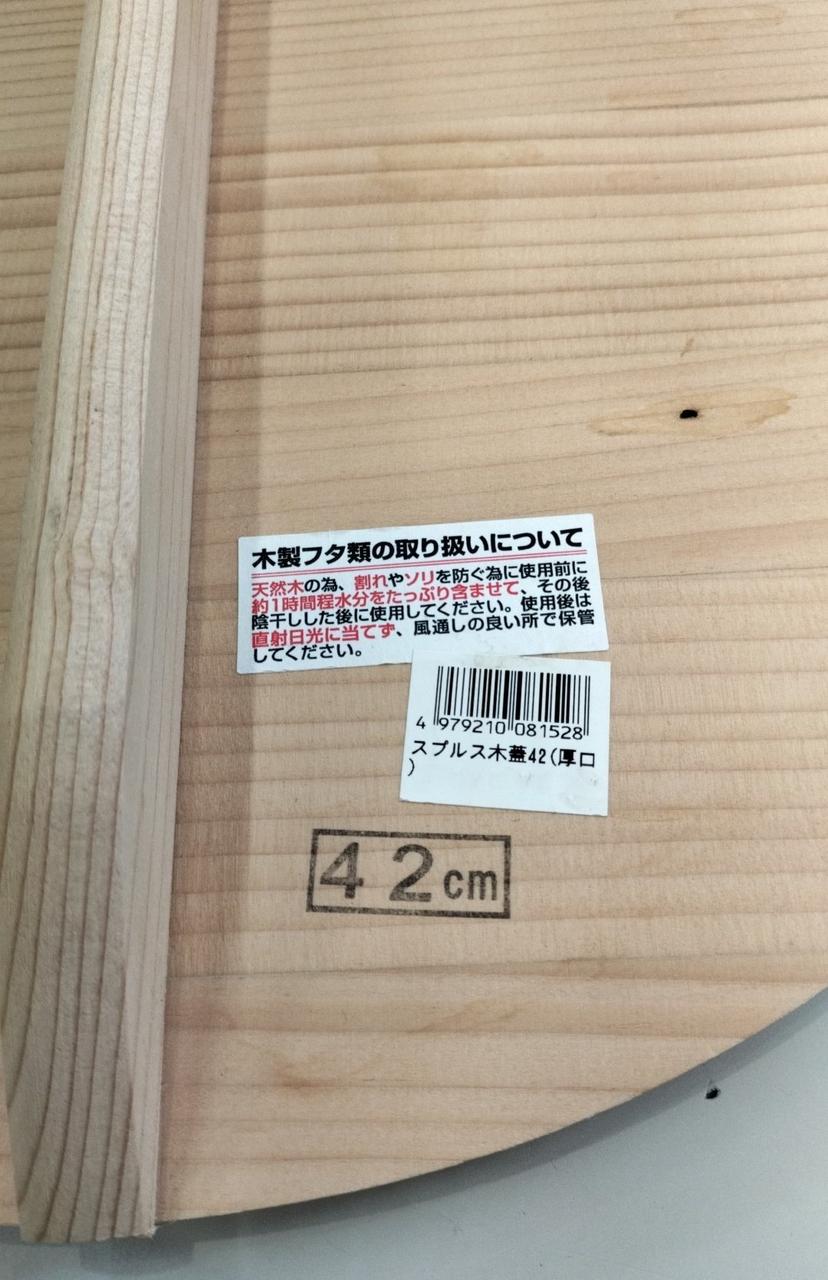 木製フタ類の取り扱いについて
天然木の為、割れやソリを防ぐ為に使用前に
約1時間程水分をたっぷり含ませて、その後
陰干しした後に使用してください。使用後は
直射日光に当てず、風通しの良い所で保管
してください。
4 979210 081528
スプルス木蓋42(厚口
)
42cm